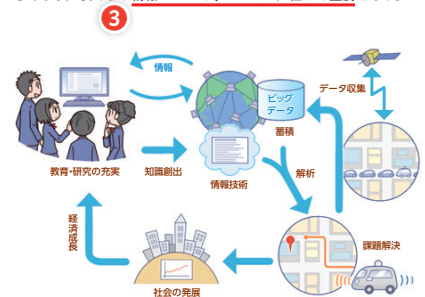 3
情報
ビッグ
データ
蓄積
データ収集
教育・研究の充実
知識創出
情報技術
解析
経済成長
課題解決
社会の発展